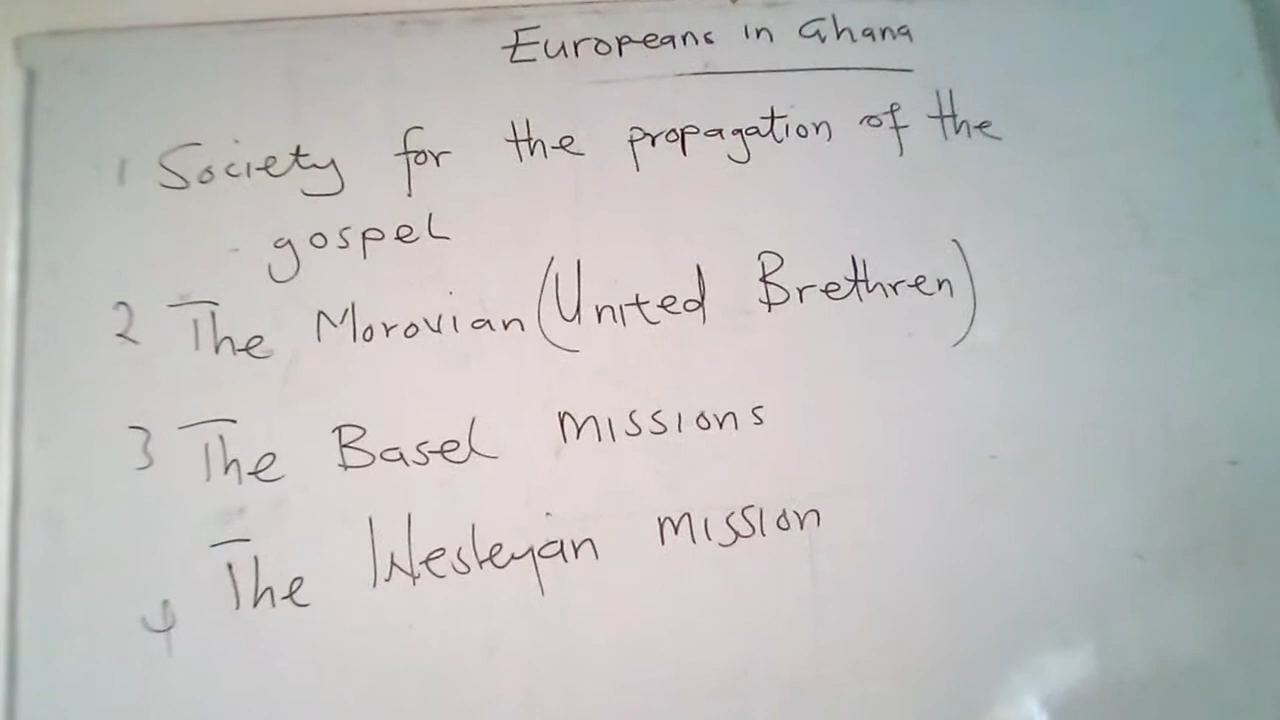 Europeans in Ghana
1 Society for the propagation of the
gospel
2 The Morovian (United Brethren)
3 The Basel missions
4 The Wesleyan mission